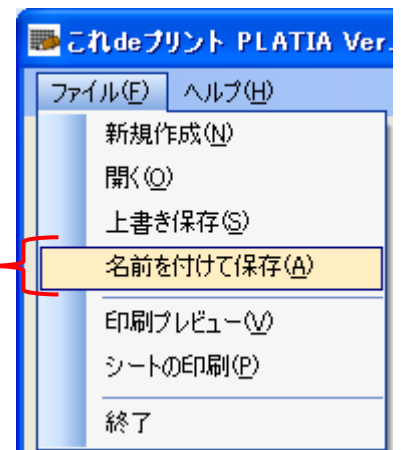 これdeプリント PLATIA Ver.
ファイル(F) ヘルプ(H)
新規作成(N)
開く(O)
上書き保存(S)
名前を付けて保存(A)
印刷プレビュー(V)
シートの印刷(P)
終了